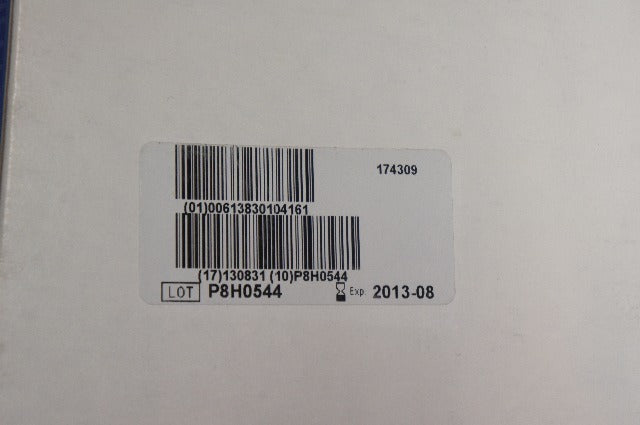 174309
(01)00613830104161
(17)130831 (10)P8H0544
LOT P8H0544 Exp. 2013-08